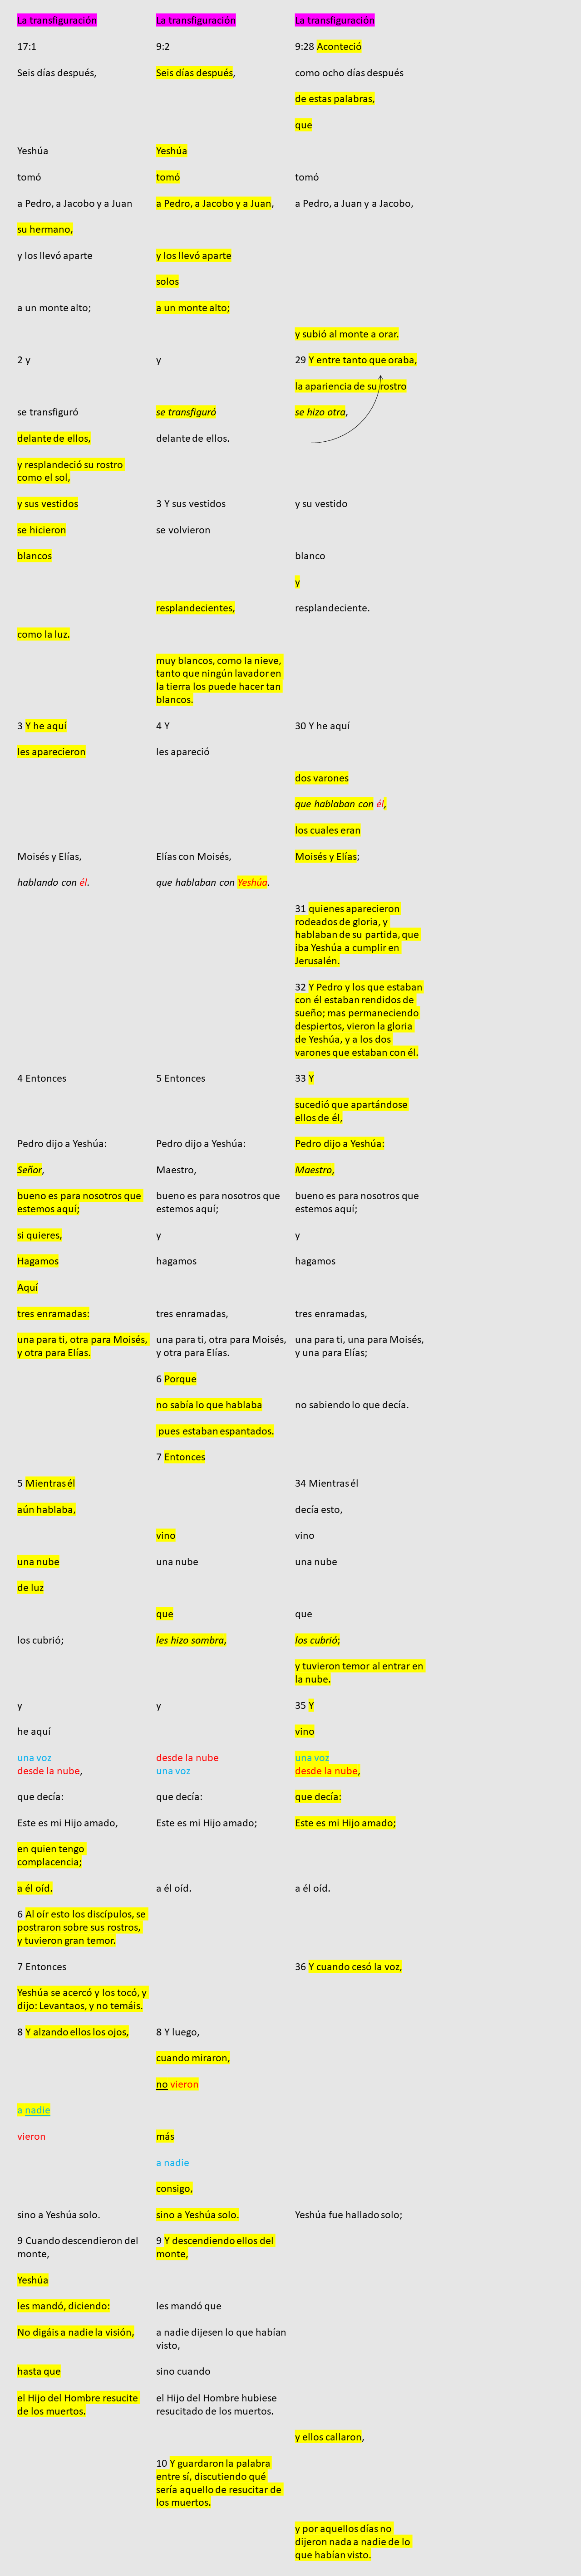 La transfiguración
17:1
Seis días después,
Yeshúa
tomó
a Pedro, a Jacobo y a Juan
su hermano,
y los llevó aparte
a un monte alto;
2 y
se transfiguró
delante de ellos,
y resplandeció su rostro
como el sol,
y sus vestidos
se hicieron
blancos
como la luz.
3 Y he aquí
les aparecieron
Moisés y Elías,
hablando con él.
4 Entonces
Pedro dijo a Yeshúa:
Señor,
bueno es para nosotros que
estemos aquí;
si quieres,
Hagamos
Aquí
tres enramadas:
una para ti, otra para Moisés,
y otra para Elías.
5 Mientras él
aún hablaba,
una nube
de luz
los cubrió;
y
he aquí
una voz
desde la nube,
que decía:
Este es mi Hijo amado,
en quien tengo
complacencia;
a él oíd.
6 Al oír esto los discípulos, se
postraron sobre sus rostros,
y tuvieron gran temor.
7 Entonces
Yeshúa se acercó y los tocó, y
dijo: Levantaos, y no temáis.
8 Y alzando ellos los ojos,
a nadie
vieron
sino a Yeshúa solo.
9 Cuando descendieron del
monte,
Yeshúa
les mandó, diciendo:
No digáis a nadie la visión,
hasta que
el Hijo del Hombre resucite
de los muertos.
La transfiguración
9:2
Seis días después,
Yeshúa
tomó
a Pedro, a Jacobo y a Juan,
y los llevó aparte
solos
a un monte alto;
y
se transfiguró
delante de ellos.
3 Y sus vestidos
se volvieron
resplandecientes,
muy blancos, como la nieve,
tanto que ningún lavador en
la tierra los puede hacer tan
blancos.
4 Y
les apareció
Elías con Moisés,
que hablaban con Yeshúa.
5 Entonces
Pedro dijo a Yeshúa:
Maestro,
bueno es para nosotros que
estemos aquí;
y
hagamos
tres enramadas,
una para ti, otra para Moisés,
y otra para Elías.
6 Porque
no sabía lo que hablaba
pues estaban espantados.
7 Entonces
vino
una nube
que
les hizo sombra,
y
desde la nube
una voz
que decía:
Este es mi Hijo amado;
a él oíd.
8 Y luego,
cuando miraron,
no vieron
más
a nadie
consigo,
sino a Yeshúa solo.
9 Y descendiendo ellos del
monte,
les mandó que
a nadie dijesen lo que habían
visto,
sino cuando
el Hijo del Hombre hubiese
resucitado de los muertos.
10 Y guardaron la palabra
entre sí, discutiendo qué
sería aquello de resucitar de
los muertos.
La transfiguración
9:28 Aconteció
como ocho días después
de estas palabras,
que
tomó
a Pedro, a Juan y a Jacobo,
y subió al monte a orar.
29 Y entre tanto que oraba,
la apariencia de su rostro
se hizo otra,
y su vestido
blanco
y
resplandeciente.
30 Y he aquí
dos varones
que hablaban con él,
los cuales eran
Moisés y Elías;
31 quienes aparecieron
rodeados de gloria, y
hablaban de su partida, que
iba Yeshúa a cumplir en
Jerusalén.
32 Y Pedro y los que estaban
con él estaban rendidos de
sueño; mas permaneciendo
despiertos, vieron la gloria
de Yeshúa, y a los dos
varones que estaban con él.
33 Y
sucedió que apartándose
ellos de él,
Pedro dijo a Yeshúa:
Maestro,
bueno es para nosotros que
estemos aquí;
y
hagamos
tres enramadas,
una para ti, una para Moisés,
y una para Elías;
no sabiendo lo que decía.
34 Mientras él
decía esto,
vino
una nube
que
los cubrió;
y tuvieron temor al entrar en
la nube.
35 Y
vino
una voz
desde la nube,
que decía:
Este es mi Hijo amado;
a él oíd.
36 Y cuando cesó la voz,
Yeshúa fue hallado solo;
y ellos callaron,
y por aquellos días no
dijeron nada a nadie de lo
que habían visto.